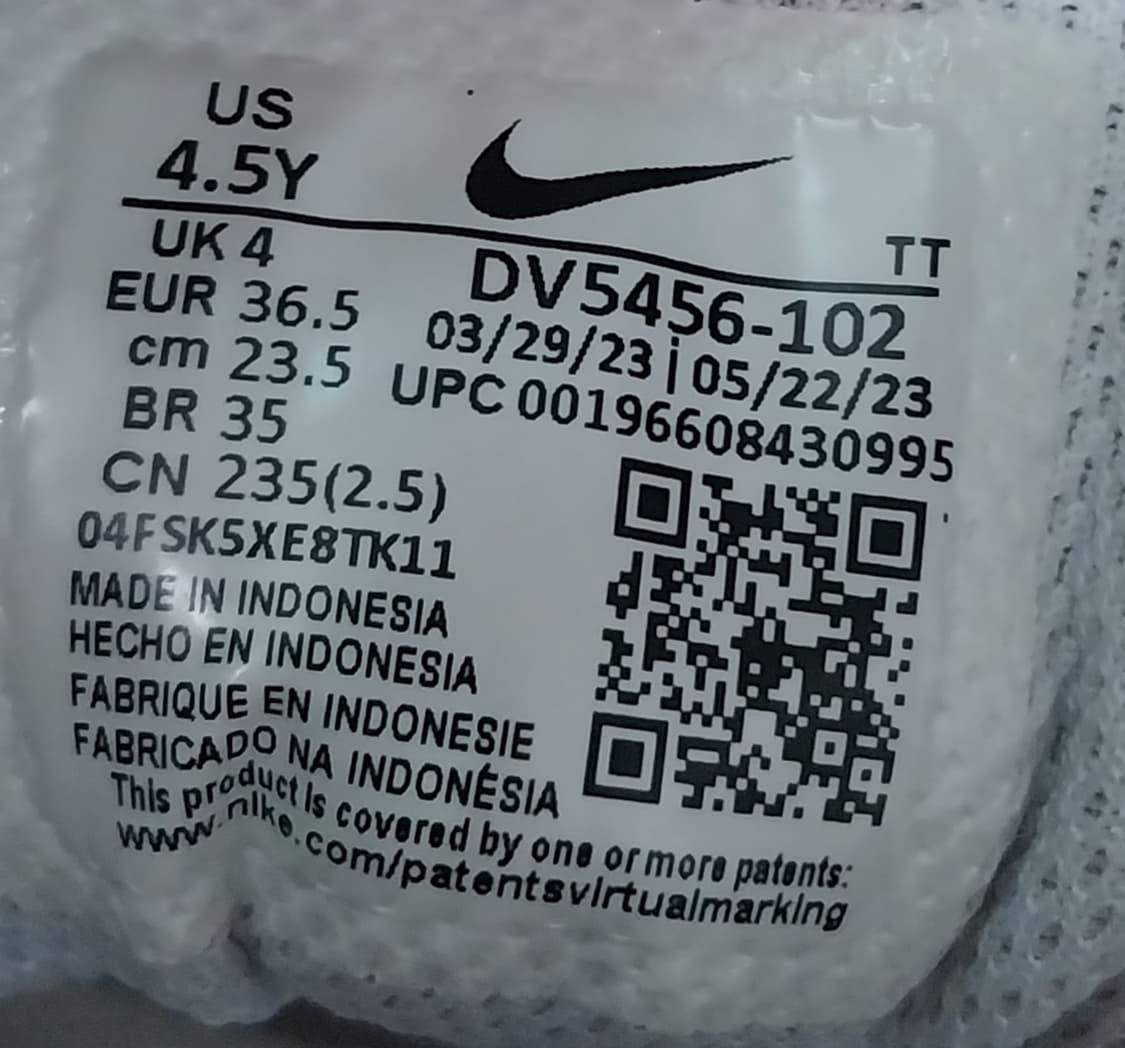 US
4.5Y
TT
UK 4
EUR 36.5
cm 23.5
BR 35
CN 235(2.5)
DV5456-102
03/29/23 | 05/22/23
UPC 00196608430995
04FSK5XE8TK11
MADE IN INDONESIA
HECHO EN INDONESIA
FABRIQUE EN INDONESIE
FABRICADO NA INDONÉSIA
This product is covered by one or more patents:
www.nike.com/patentsvirtualmarking